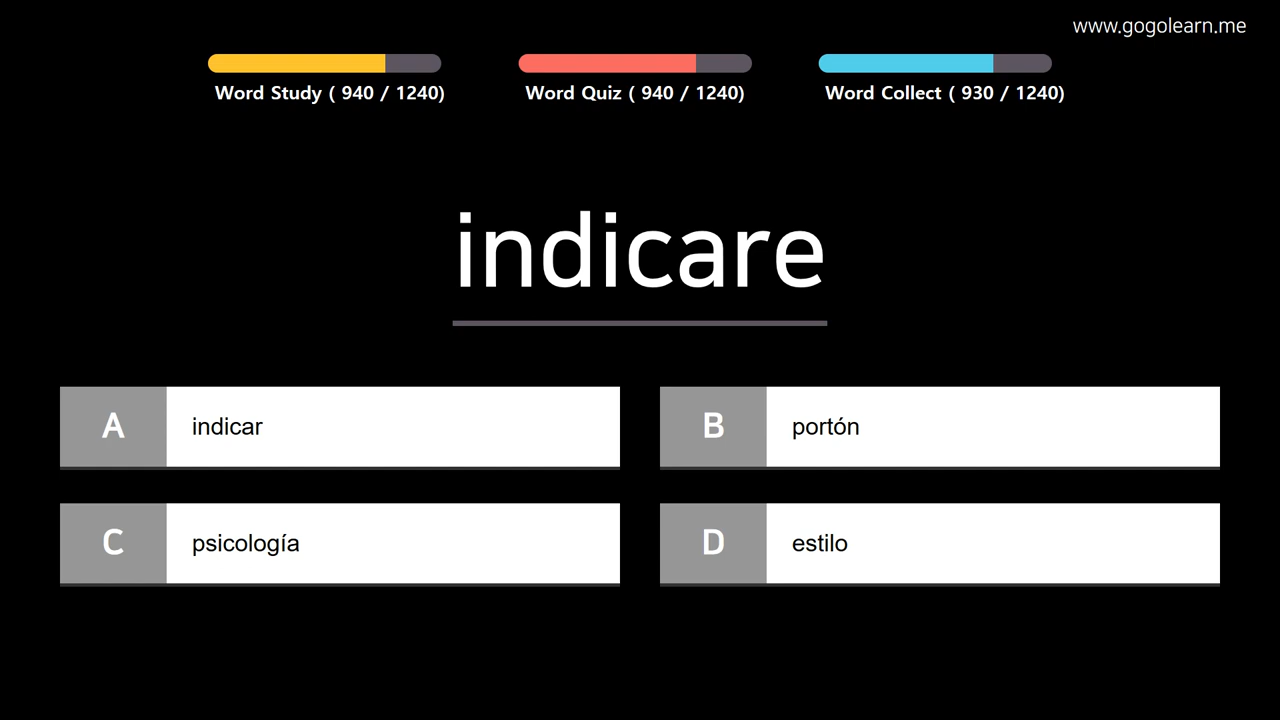 www.gogolearn.me
Word Study ( 940 / 1240)
Word Quiz ( 940 / 1240)
Word Collect ( 930 / 1240)
indicare
A indicar
B portón
C psicología
D estilo